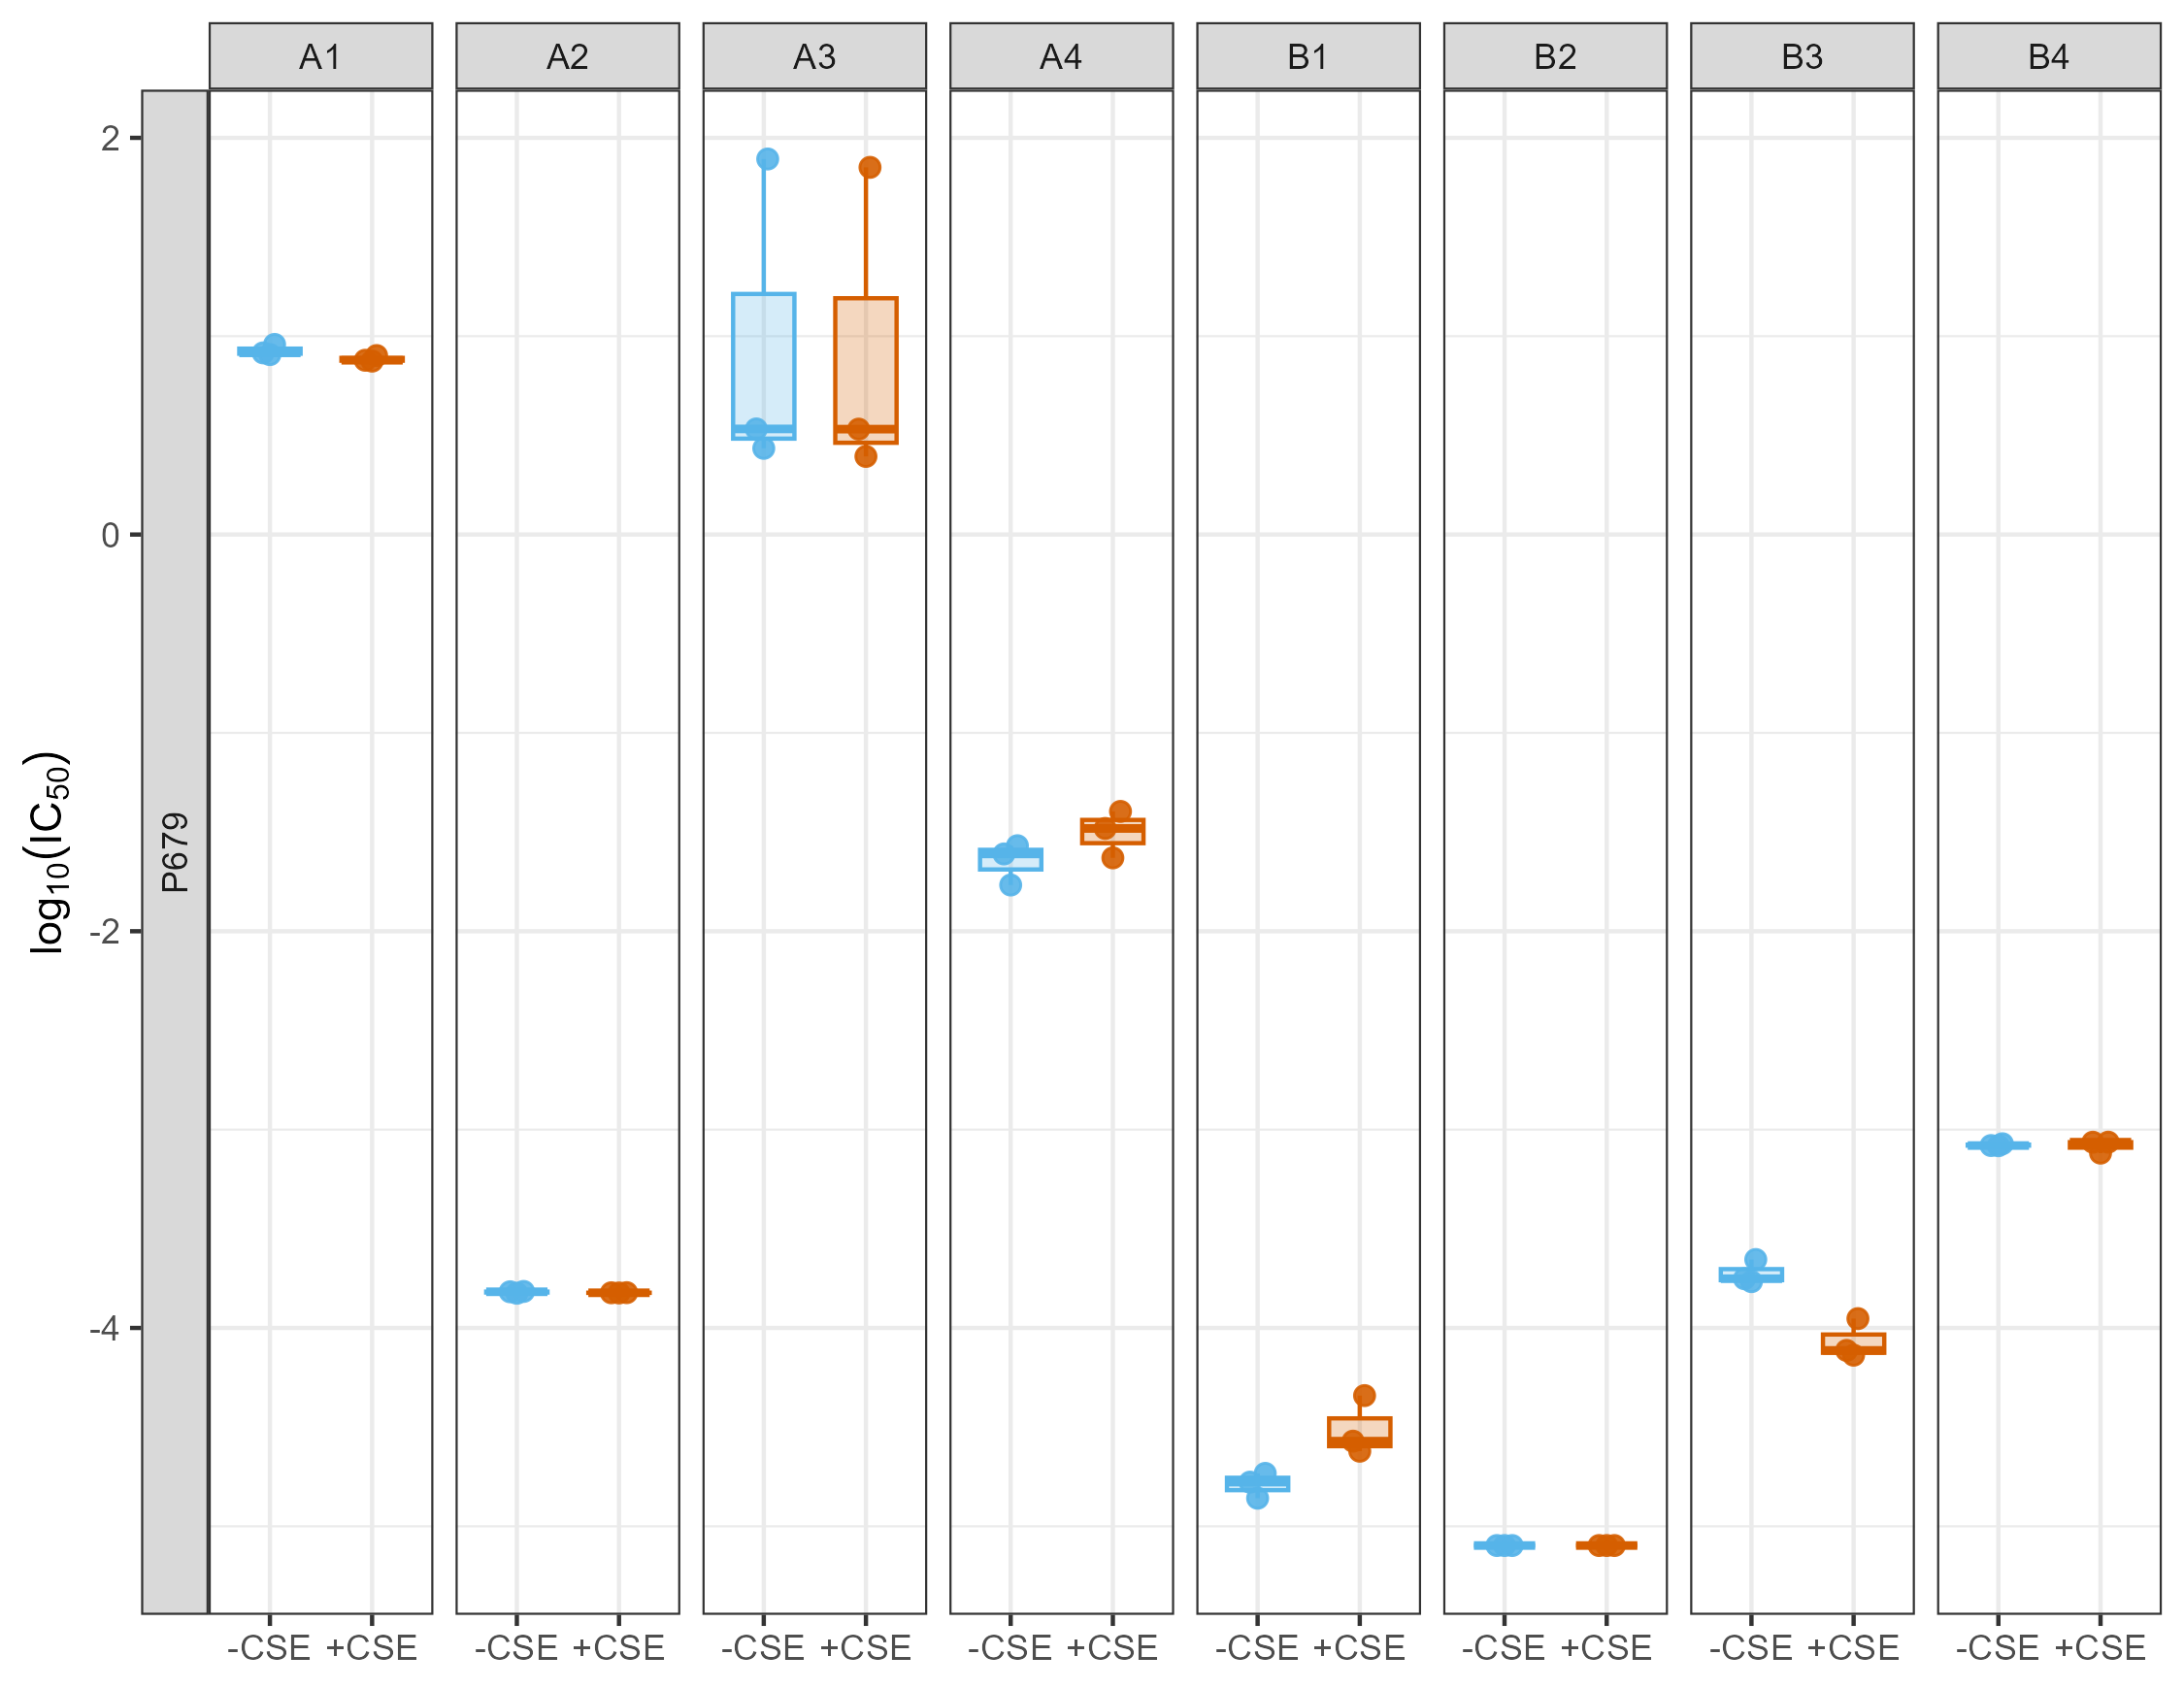 A1 A2 A3 A4 B1 B2 B3 B4
2
0
-2
-4
log10(IC50)
P679
-CSE +CSE -CSE +CSE -CSE +CSE -CSE +CSE -CSE +CSE -CSE +CSE -CSE +CSE -CSE +CSE